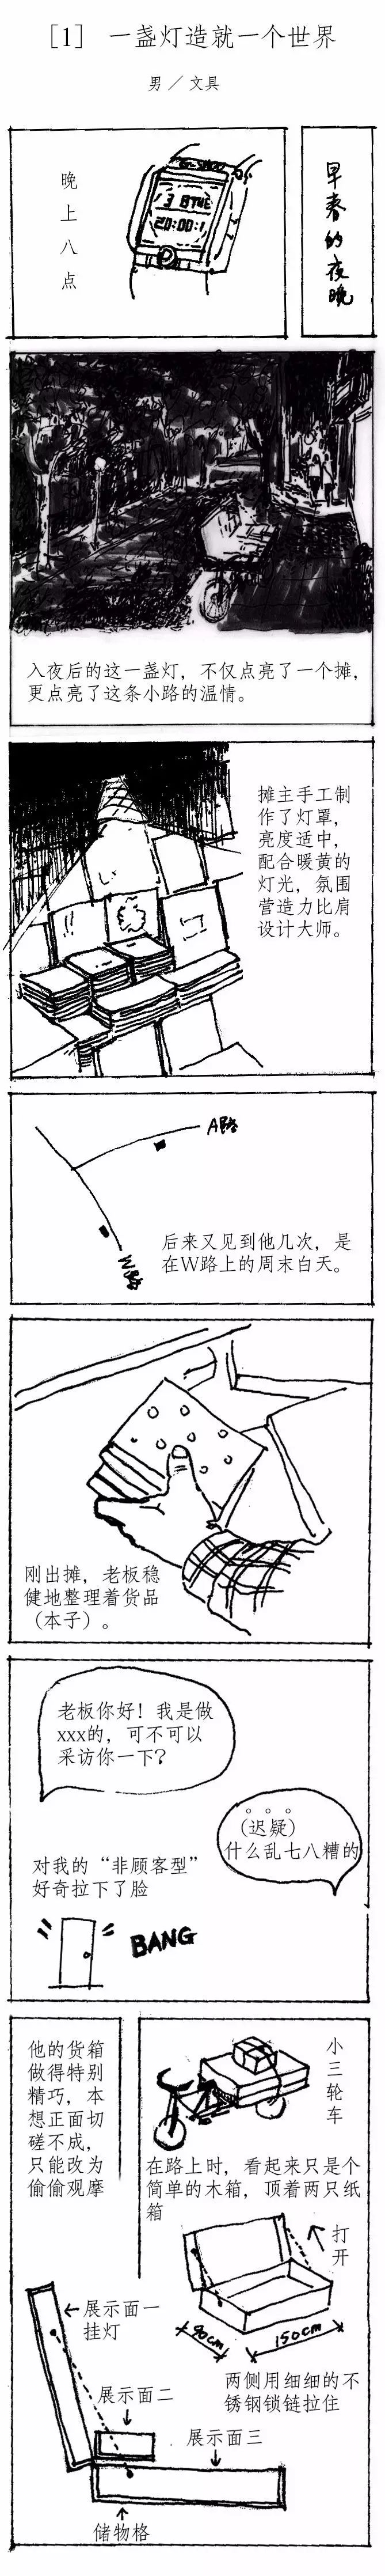 [1] 一盏灯造就一个世界
男／文具
早春的夜晚
晚上八点
G-SHOCK
3 8TUE
20:00:1
入夜后的这一盏灯，不仅点亮了一个摊，
更点亮了这条小路的温情。
摊主手工制
作了灯罩，
亮度适中，
配合暖黄的
灯光，氛围
营造力比肩
设计大师。
A路
W路
后来又见到他几次，是
在W路上的周末白天。
刚出摊，老板稳
健地整理着货品
（本子）。
老板你好！我是做
xxx的，可不可以
采访你一下？
。。。
(迟疑)
什么乱七八糟的
对我的“非顾客型”
好奇拉下了脸
BANG
他的货箱
做得特别
精巧，本
想正面切
磋不成，
只能改为
偷偷观摩
小三轮车
在路上时，看起来只是个
简单的木箱，顶着两只纸
箱
打开
90cm
150cm
两侧用细细的不
锈钢锁链拉住
展示面一
挂灯
展示面二
展示面三
储物格